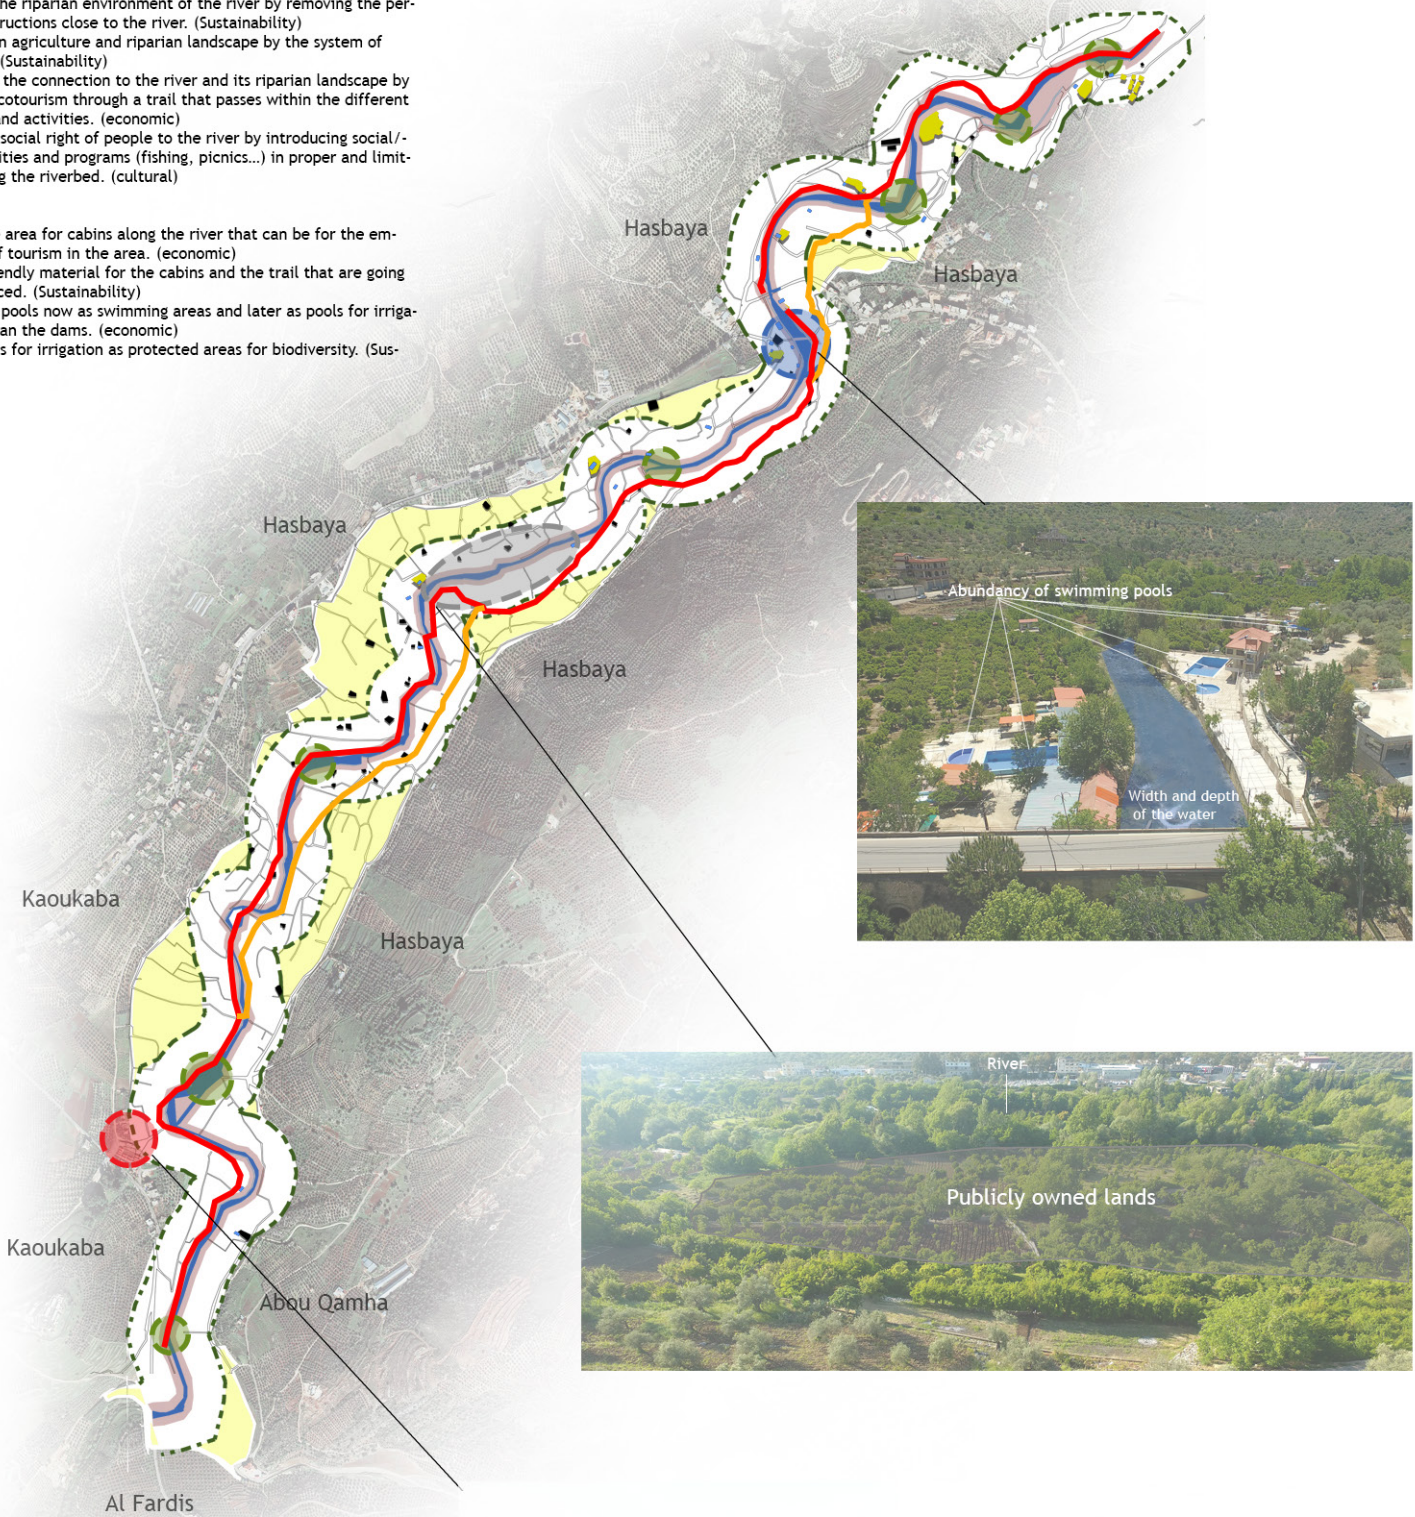 he riparian environment of the river by removing the per-
ructions close to the river. (Sustainability)
n agriculture and riparian landscape by the system of
(Sustainability)
the connection to the river and its riparian landscape by
cotourism through a trail that passes within the different
and activities. (economic)
social right of people to the river by introducing social/-
ities and programs (fishing, picnics...) in proper and limit-
g the riverbed. (cultural)
area for cabins along the river that can be for the em-
f tourism in the area. (economic)
endly material for the cabins and the trail that are going
ced. (Sustainability)
pools now as swimming areas and later as pools for irriga-
an the dams. (economic)
s for irrigation as protected areas for biodiversity. (Sus-
Hasbaya
Hasbaya
Hasbaya
Abundancy of swimming pools
Hasbaya
Width and depth
of the water
Kaoukaba
Hasbaya
River
Publicly owned lands
Kaoukaba
Abou Qamha
Al Fardis